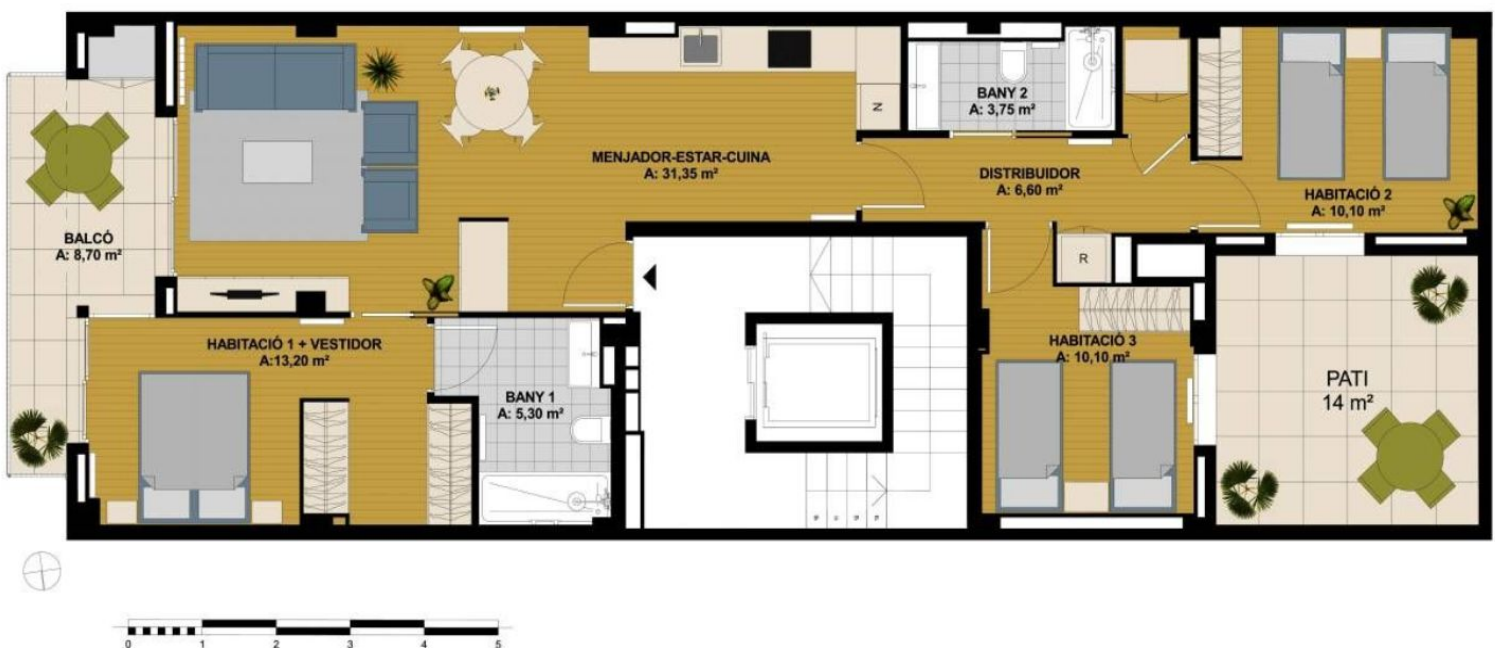 BANY 2
A: 3,75 m²
N
MENJADOR-ESTAR-CUINA
A: 31,35 m²
DISTRIBUIDOR
A: 6,60 m²
HABITACIÓ 2
A: 10,10 m²
BALCÓ
A: 8,70 m²
R
HABITACIÓ 1 + VESTIDOR
A:13,20 m²
HABITACIÓ 3
A: 10,10 m²
BANY 1
A: 5,30 m²
PATI
14 m²
0 1 2 3 4 5